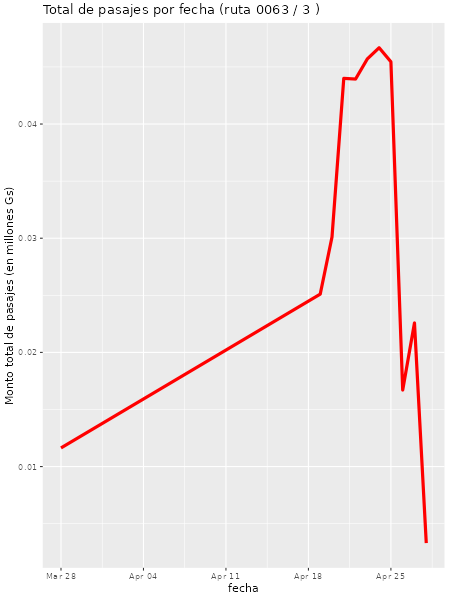 Total de pasajes por fecha (ruta 0063 / 3 )
Monto total de pasajes (en millones Gs)
0.04
0.03
0.02
0.01
Mar 28
Apr 04
Apr 11
Apr 18
Apr 25
fecha